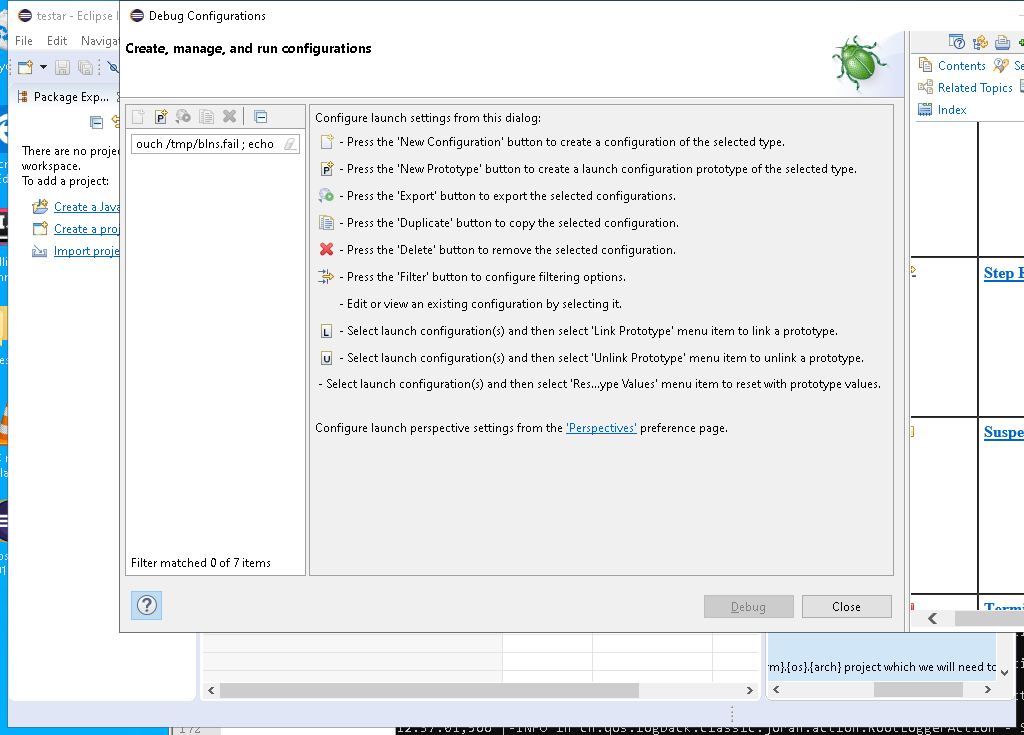 testar - Eclipse I
Debug Configurations
File Edit Naviga
Create, manage, and run configurations
Package Exp...
Contents
Related Topics
Index
ouch /tmp/blns.fail ; echo
There are no proje
workspace.
To add a project:
Create a Java
Create a proj
Import proje
Configure launch settings from this dialog:
- Press the 'New Configuration' button to create a configuration of the selected type.
P - Press the 'New Prototype' button to create a launch configuration prototype of the selected type.
- Press the 'Export' button to export the selected configurations.
- Press the 'Duplicate' button to copy the selected configuration.
- Press the 'Delete' button to remove the selected configuration.
- Press the 'Filter' button to configure filtering options.
- Edit or view an existing configuration by selecting it.
L - Select launch configuration(s) and then select 'Link Prototype' menu item to link a prototype.
U - Select launch configuration(s) and then select 'Unlink Prototype' menu item to unlink a prototype.
- Select launch configuration(s) and then select 'Res...ype Values' menu item to reset with prototype values.
Configure launch perspective settings from the 'Perspectives' preference page.
Step
Suspe
Termi
Filter matched 0 of 7 items
?
Debug
Close
m}.{os}.{arch} project which we will need to
172
12:57:01,566 |-INFO in ch.qos.logback.classic.joran.action.RootLoggerAction - S